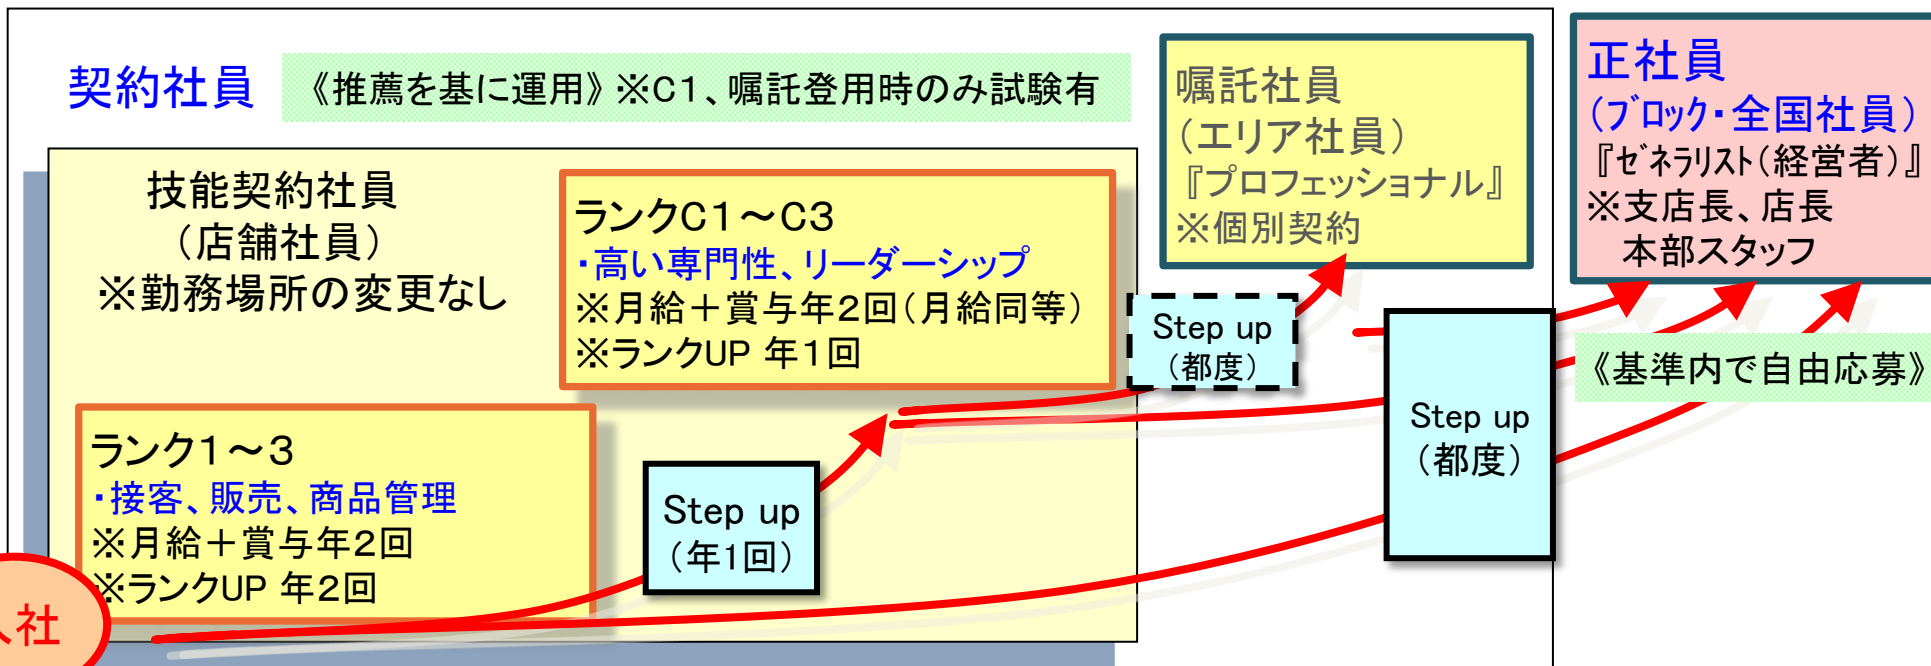 契約社員
《推薦を基に運用》※C1、嘱託登用時のみ試験有
技能契約社員
(店舗社員)
※勤務場所の変更なし
ランクC1～C3
・高い専門性、リーダーシップ
※月給＋賞与年2回(月給同等)
※ランクUP 年1回
ランク1～3
・接客、販売、商品管理
※月給＋賞与年2回
※ランクUP 年2回
入社
Step up
(年1回)
Step up
(都度)
嘱託社員
(エリア社員)
『プロフェッショナル』
※個別契約
Step up
(都度)
正社員
(ﾌﾞﾛｯｸ・全国社員)
『ｾﾞﾈﾗﾘｽﾄ(経営者)』
※支店長、店長
本部スタッフ
《基準内で自由応募》